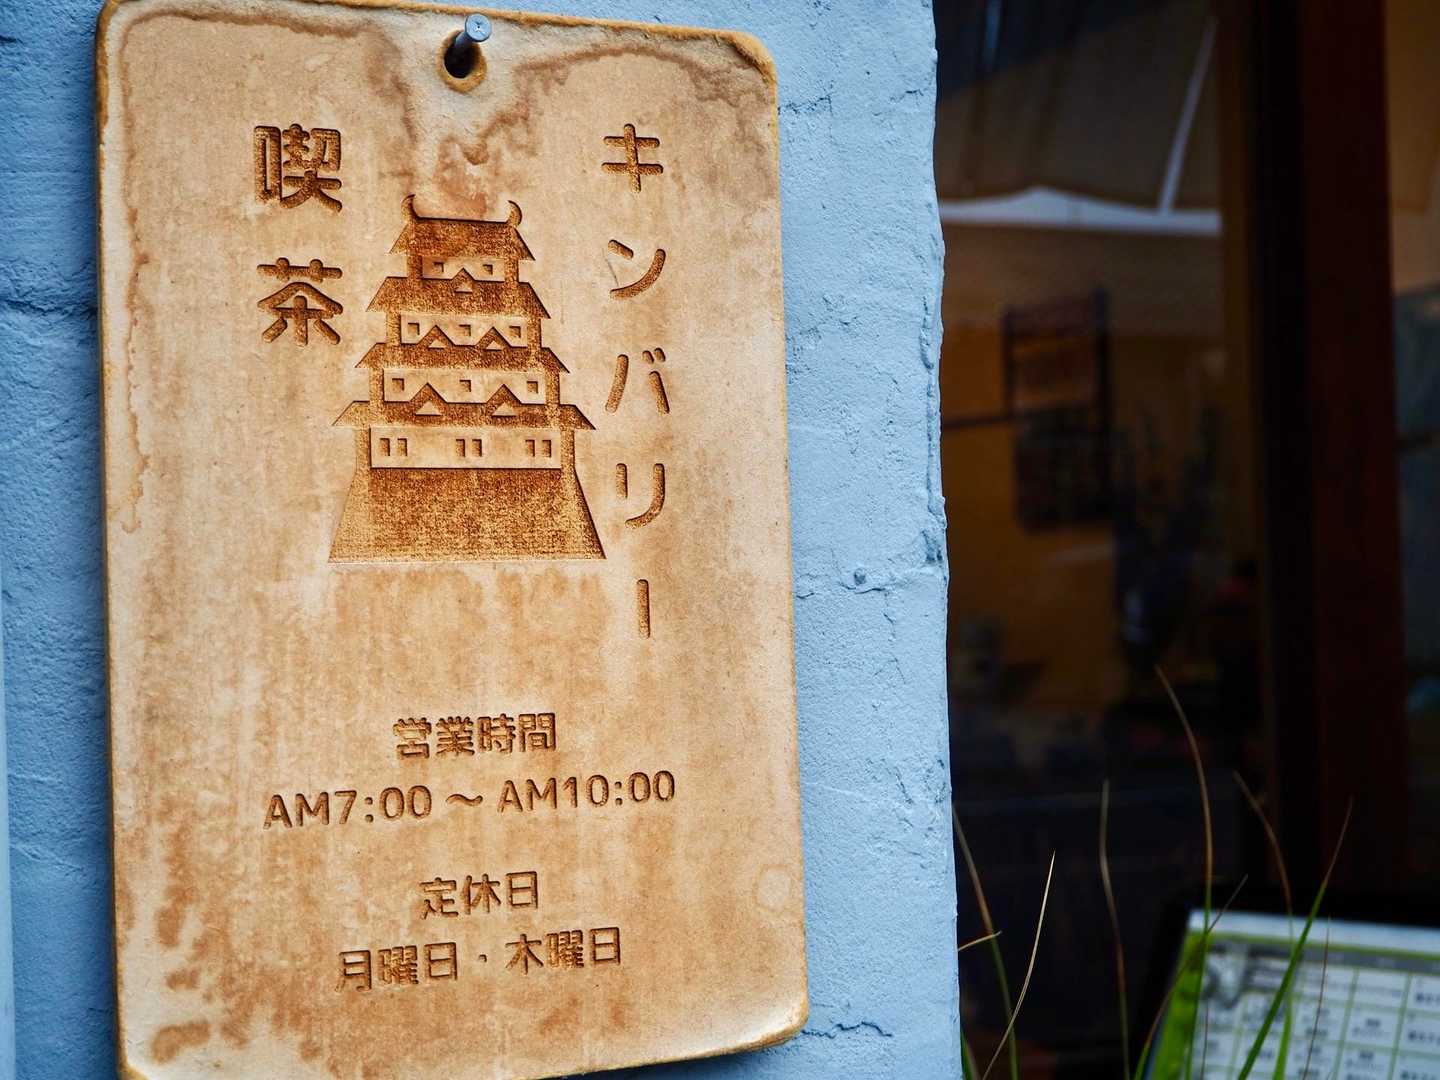 キンバリー
喫茶
営業時間
AM7:00 ～ AM10:00
定休日
月曜日・木曜日